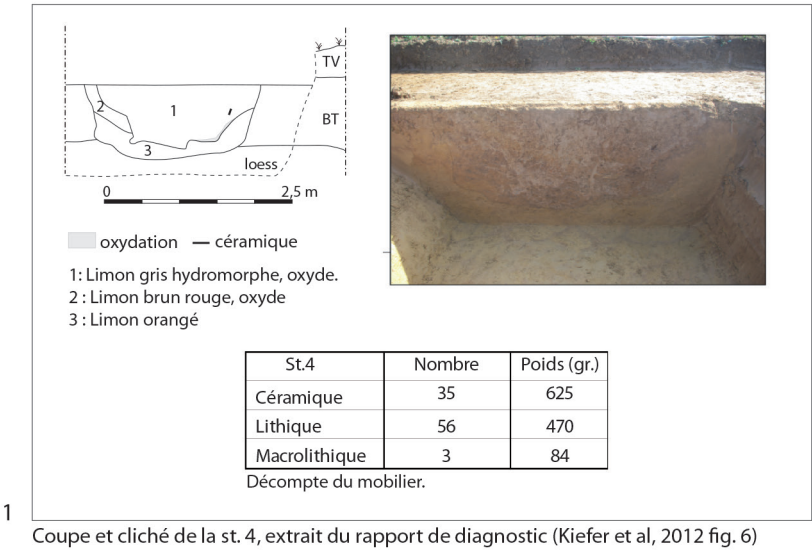 TV
1
2
BT
3
loess
0 2,5 m
oxydation céramique
1: Limon gris hydromorphe, oxyde.
2 : Limon brun rouge, oxyde
3 : Limon orangé
St.4 Nombre Poids (gr.)
Céramique 35 625
Lithique 56 470
Macrolithique 3 84
Décompte du mobilier.
1
Coupe et cliché de la st. 4, extrait du rapport de diagnostic (Kiefer et al, 2012 fig. 6)